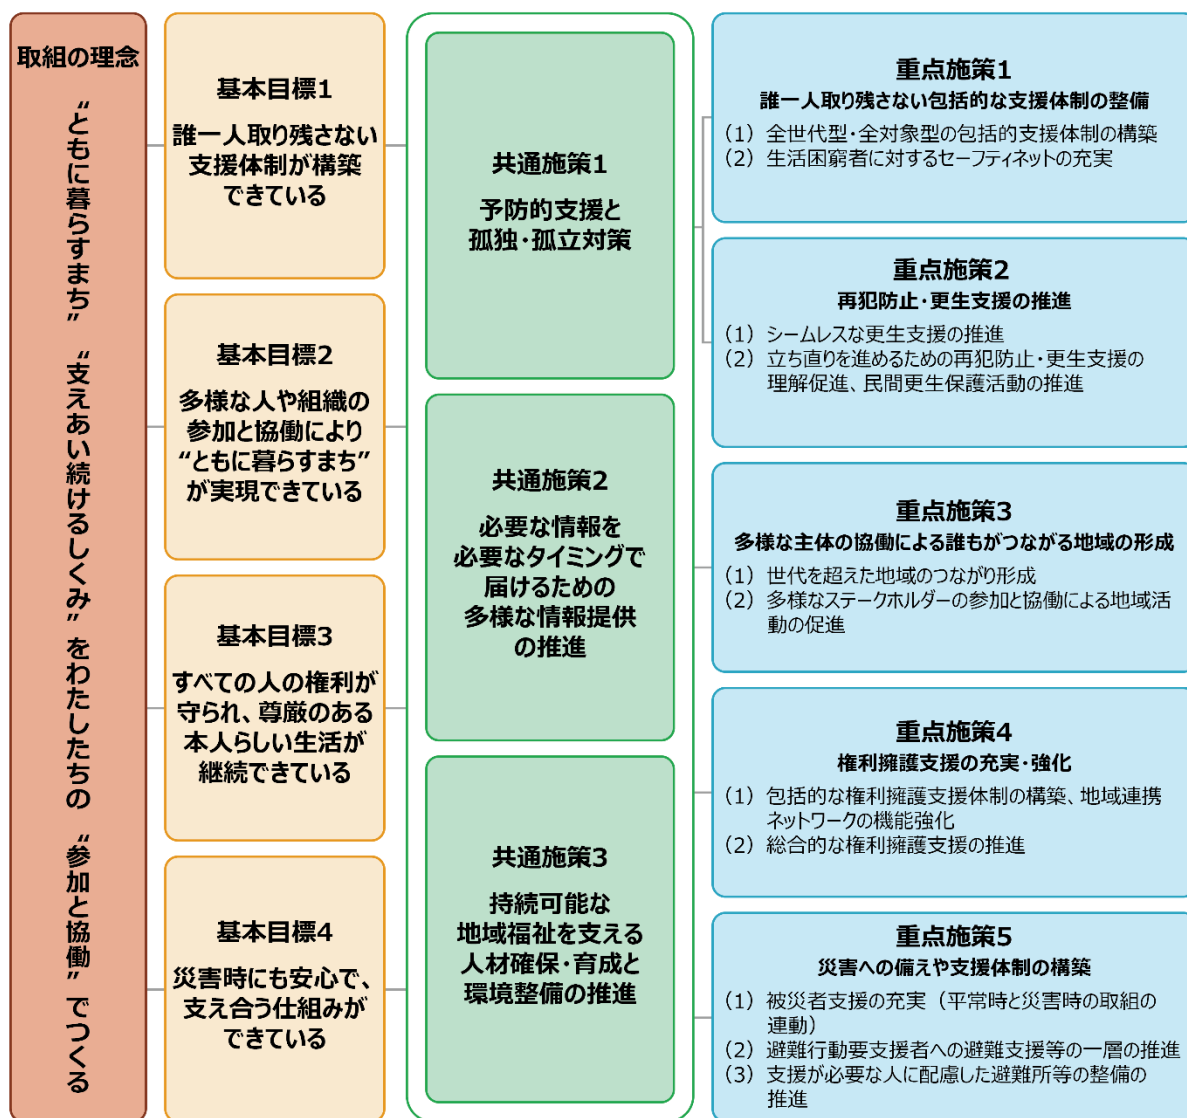 取組の理念
“ともに暮らすまち” “支えあい続けるしくみ” をわたしたちの “参加と協働” でつくる
基本目標1
誰一人取り残さない
支援体制が構築
できている
基本目標2
多様な人や組織の
参加と協働により
“ともに暮らすまち”
が実現できている
基本目標3
すべての人の権利が
守られ、尊厳のある
本人らしい生活が
継続できている
基本目標4
災害時にも安心で、
支え合う仕組みが
できている
共通施策1
予防的支援と
孤独・孤立対策
共通施策2
必要な情報を
必要なタイミングで
届けるための
多様な情報提供
の推進
共通施策3
持続可能な
地域福祉を支える
人材確保・育成と
環境整備の推進
重点施策1
誰一人取り残さない包括的な支援体制の整備
（1）全世代型・全対象型の包括的支援体制の構築
（2）生活困窮者に対するセーフティネットの充実
重点施策2
再犯防止・更生支援の推進
（1）シームレスな更生支援の推進
（2）立ち直りを進めるための再犯防止・更生支援の
理解促進、民間更生保護活動の推進
重点施策3
多様な主体の協働による誰もがつながる地域の形成
（1）世代を超えた地域のつながり形成
（2）多様なステークホルダーの参加と協働による地域活
動の促進
重点施策4
権利擁護支援の充実・強化
（1）包括的な権利擁護支援体制の構築、地域連携
ネットワークの機能強化
（2）総合的な権利擁護支援の推進
重点施策5
災害への備えや支援体制の構築
（1）被災者支援の充実（平常時と災害時の取組の
連動）
（2）避難行動要支援者への避難支援等の一層の推進
（3）支援が必要な人に配慮した避難所等の整備の
推進